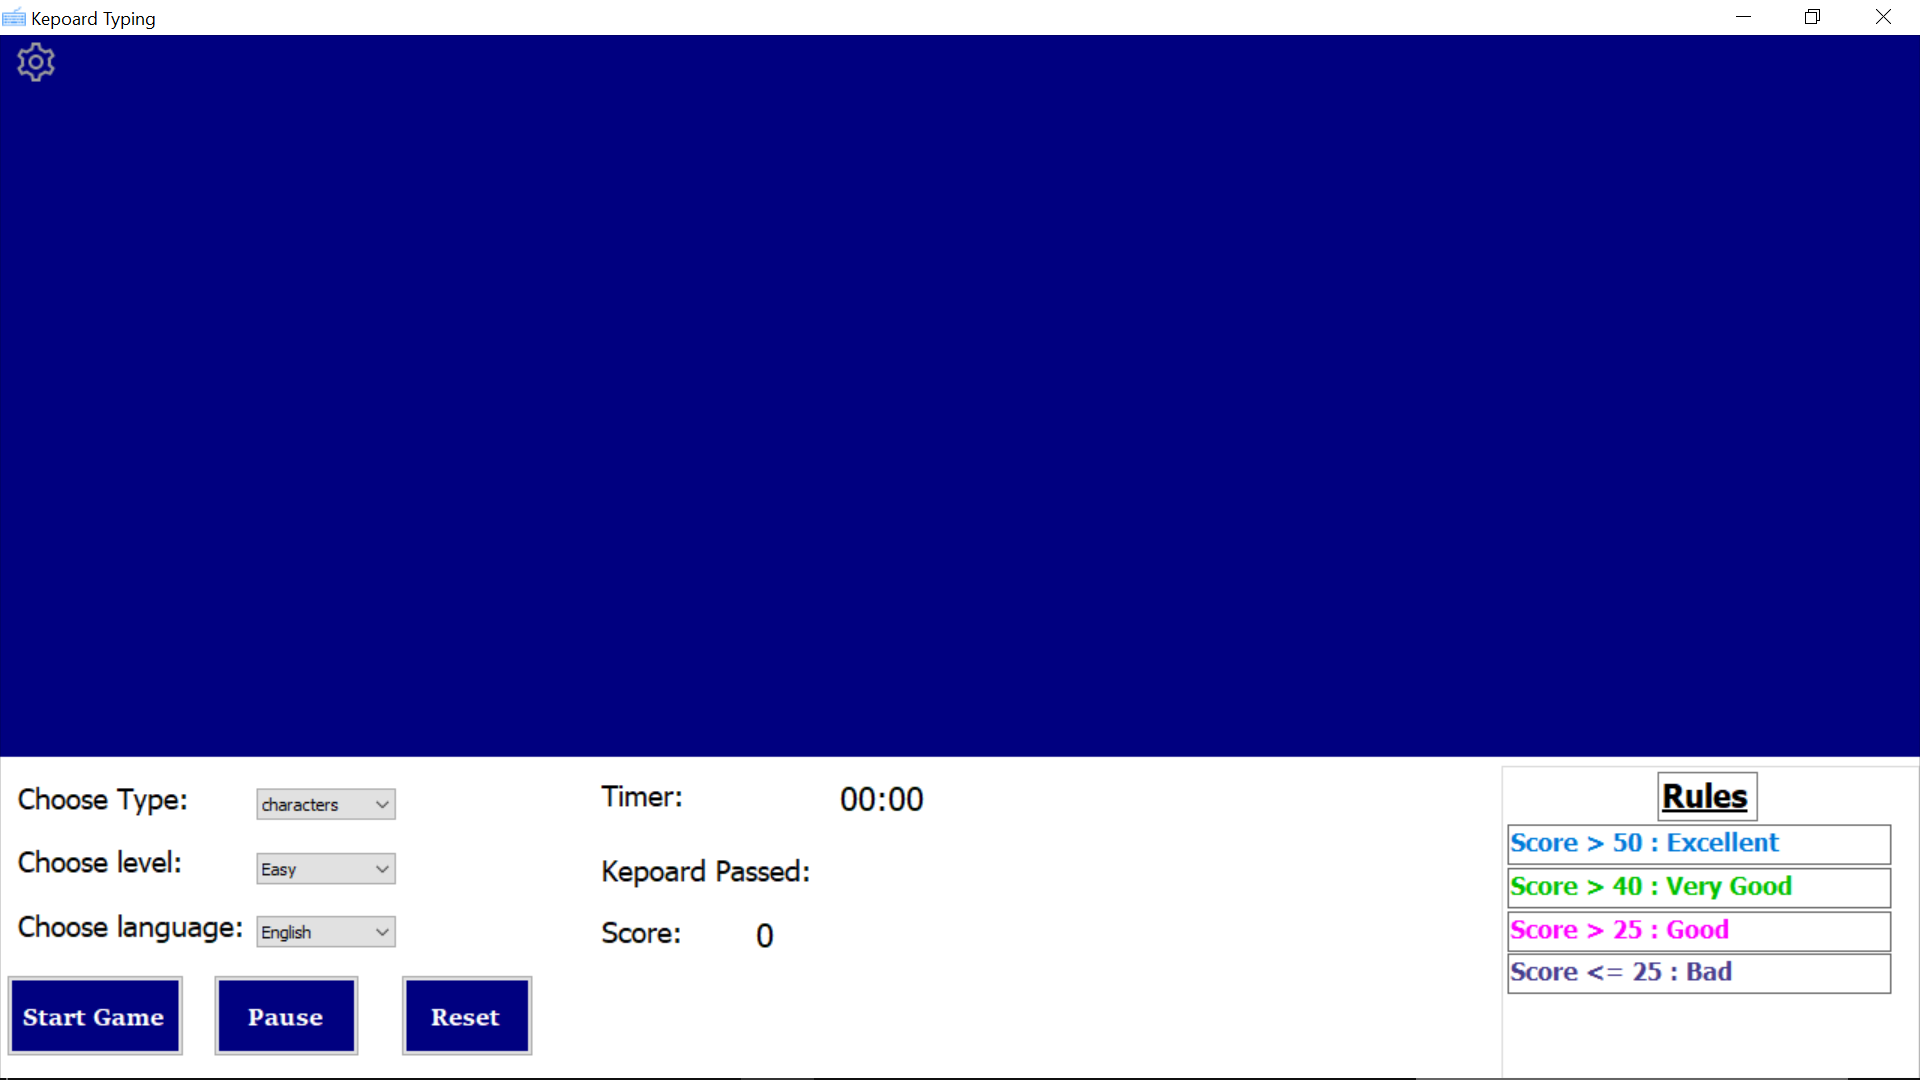 Kepoard Typing
Choose Type:
characters
Choose level:
Easy
Choose language:
English
Start Game
Pause
Reset
Timer:
00:00
Kepoard Passed:
Score:
0
Rules
Score > 50 : Excellent
Score > 40 : Very Good
Score > 25 : Good
Score <= 25 : Bad